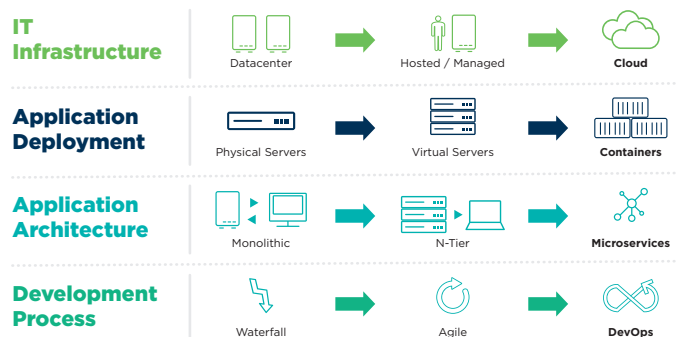 IT
Infrastructure
Datacenter
Hosted / Managed
Cloud
Application
Deployment
Physical Servers
Virtual Servers
Containers
Application
Architecture
Monolithic
N-Tier
Microservices
Development
Process
Waterfall
Agile
DevOps